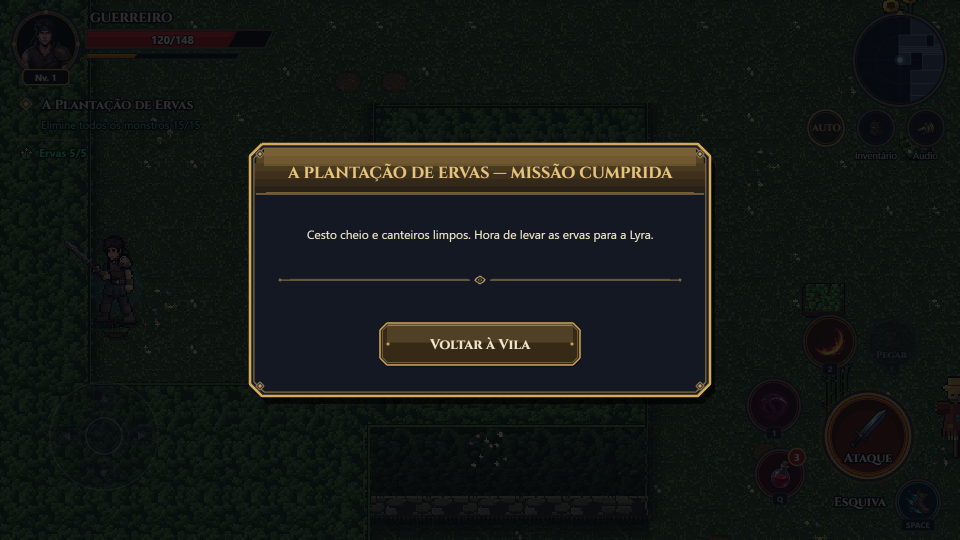 GUERREIRO
120/148
Nv. 1
A Plantação de Ervas
Elimine todos os monstros 15/15
Ervas 5/5
AUTO
Inventário
Áudio
A PLANTAÇÃO DE ERVAS — MISSÃO CUMPRIDA
Cesto cheio e canteiros limpos. Hora de levar as ervas para a Lyra.
Voltar à Vila
PEGAR
2
1
ATAQUE
3
Q
ESQUIVA
SPACE